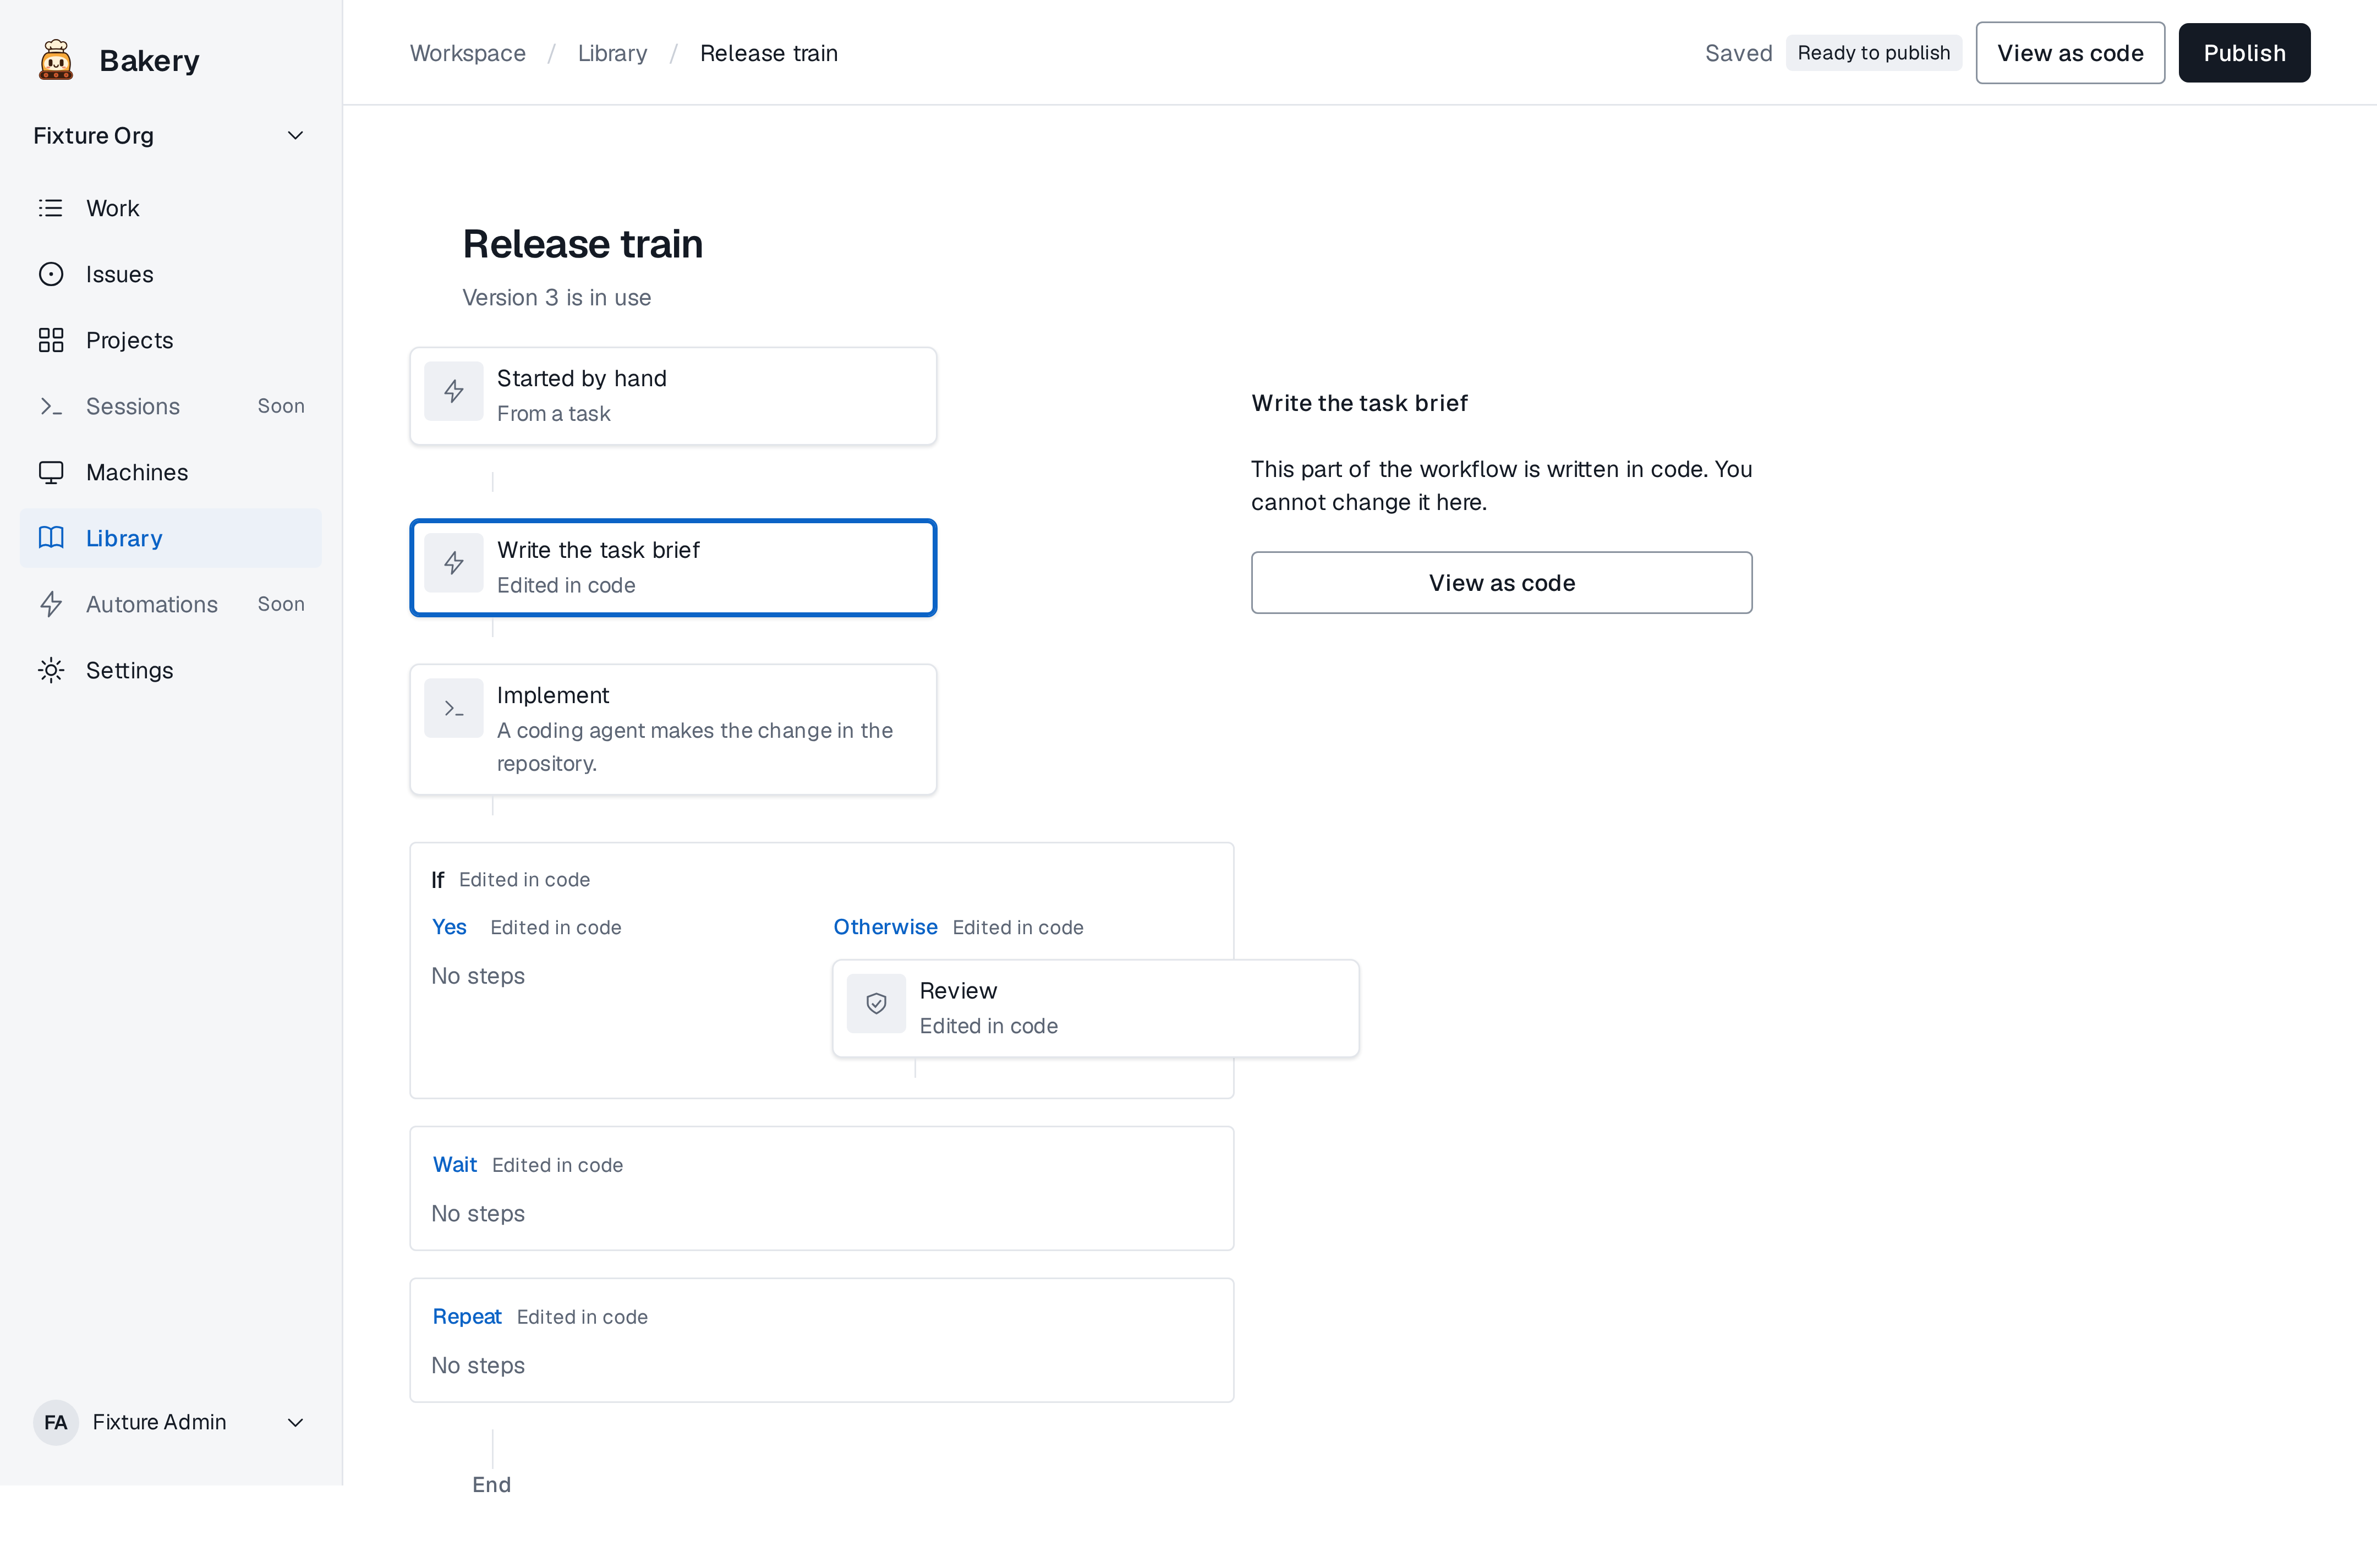 Bakery
Fixture Org
Work
Issues
Projects
Sessions Soon
Machines
Library
Automations Soon
Settings
FA Fixture Admin
Workspace / Library / Release train
Saved Ready to publish View as code Publish
Release train
Version 3 is in use
Started by hand
From a task
Write the task brief
Edited in code
Implement
A coding agent makes the change in the
repository.
If Edited in code
Yes Edited in code
No steps
Otherwise Edited in code
Review
Edited in code
Wait Edited in code
No steps
Repeat Edited in code
No steps
End
Write the task brief
This part of the workflow is written in code. You
cannot change it here.
View as code